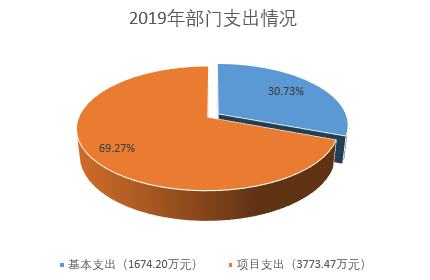 2019年部门支出情况
30.73%
69.27%
基本支出（1674.20万元）
项目支出（3773.47万元）